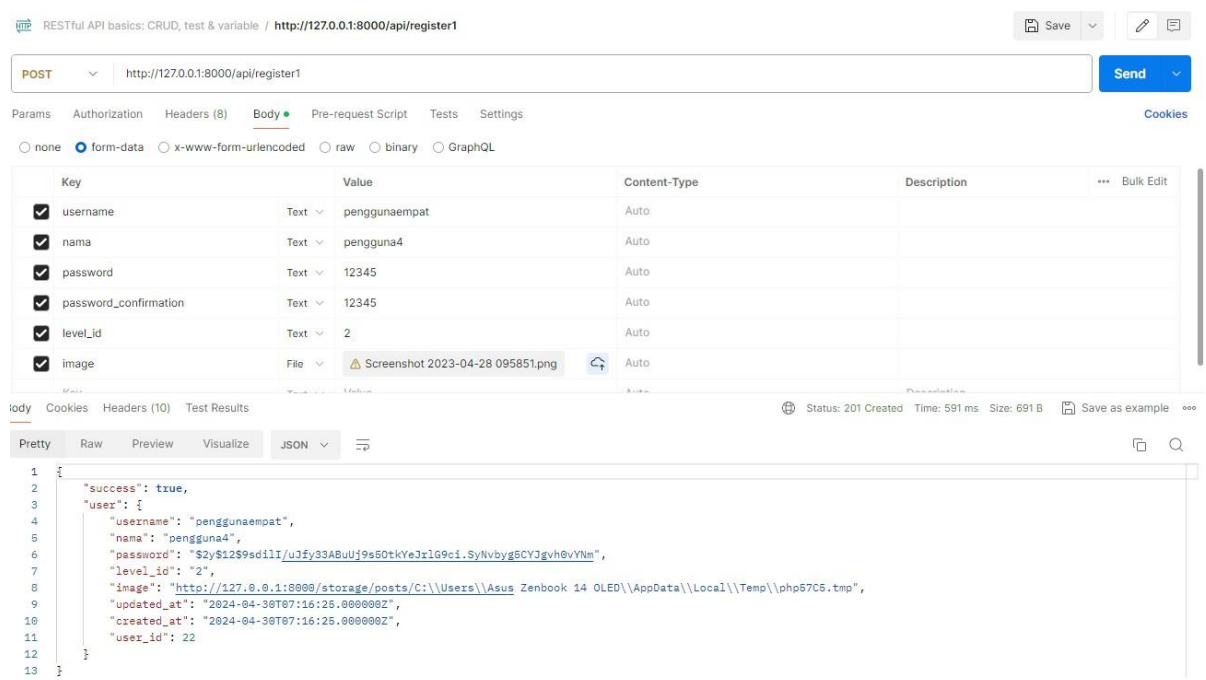 HTTP RESTful API basics: CRUD, test & variable / http://127.0.0.1:8000/api/register1 Save
POST http://127.0.0.1:8000/api/register1 Send
Params Authorization Headers (8) Body Pre-request Script Tests Settings Cookies
none form-data x-www-form-urlencoded raw binary GraphQL
Key Value Content-Type Description ••• Bulk Edit
username Text penggunaempat Auto
nama Text pengguna4 Auto
password Text 12345 Auto
password_confirmation Text 12345 Auto
level_id Text 2 Auto
image File Screenshot 2023-04-28 095851.png Auto
Key Text Value Auto Description
Body Cookies Headers (10) Test Results Status: 201 Created Time: 591 ms Size: 691 B Save as example
Pretty Raw Preview Visualize JSON
1 {
2 "success": true,
3 "user": {
4 "username": "penggunaempat",
5 "nama": "pengguna4",
6 "password": "$2y$12$9sdilI/uJfy33ABuUj9s5OtkYeJrlG9ci.SyNvbyg5CYJgvh0vYNm",
7 "level_id": "2",
8 "image": "http://127.0.0.1:8000/storage/posts/C:\\Users\\Asus Zenbook 14 OLED\\AppData\\Local\\Temp\\php57C5.tmp",
9 "updated_at": "2024-04-30T07:16:25.000000Z",
10 "created_at": "2024-04-30T07:16:25.000000Z",
11 "user_id": 22
12 }
13 }